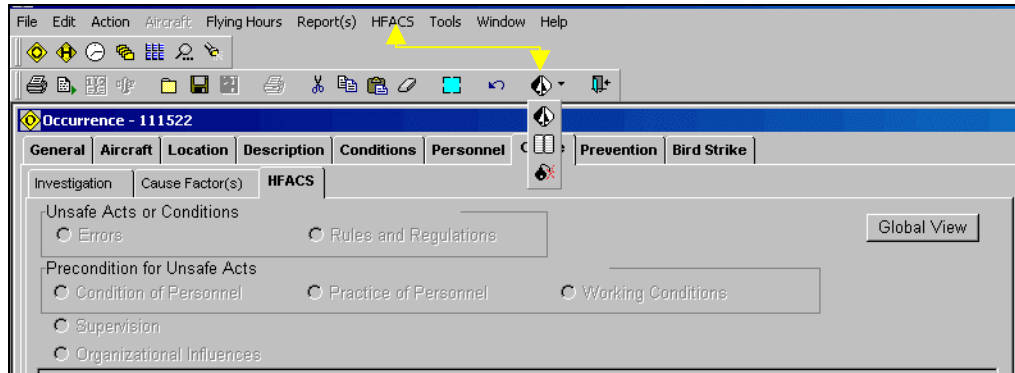 File Edit Action Aircraft Flying Hours Report(s) HFACS Tools Window Help
Occurrence - 111522
General Aircraft Location Description Conditions Personnel Prevention Bird Strike
Investigation Cause Factor(s) HFACS
Unsafe Acts or Conditions
Errors Rules and Regulations
Global View
Precondition for Unsafe Acts
Condition of Personnel Practice of Personnel Working Conditions
Supervision
Organizational Influences